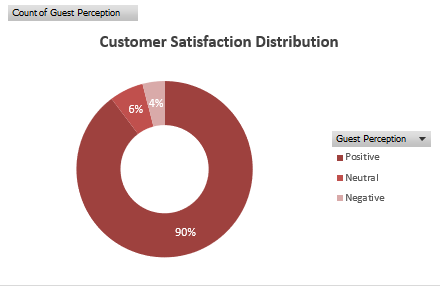 Count of Guest Perception
Customer Satisfaction Distribution
4%
6%
90%
Guest Perception
Positive
Neutral
Negative